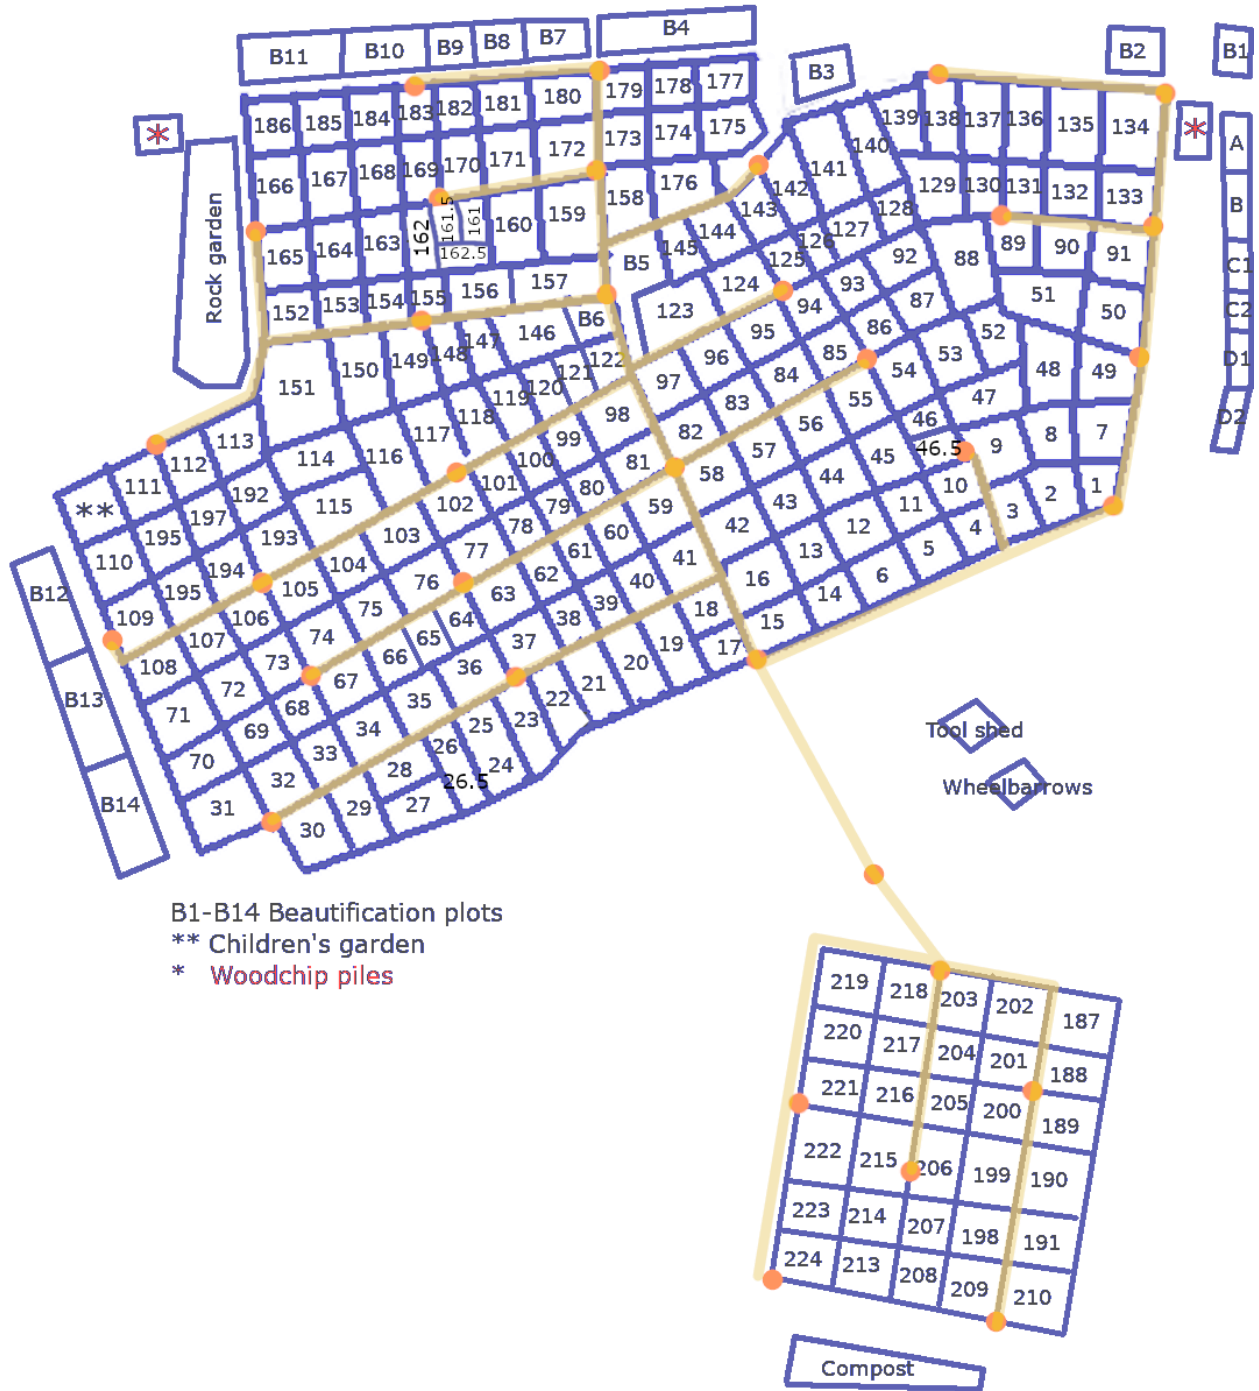 B11 B10 B9 B8 B7 B4 B3 B2 B1
186 185 184 183 182 181 180 179 178 177 139 138 137 136 135 134 A
* *
166 167 168 169 170 171 172 173 174 175 140 141 142 129 130 131 132 133 B
165 164 163 162 161.5 161 162.5 160 159 158 176 143 144 145 128 127 126 125 89 90 91 C1
Rock garden
152 153 154 155 156 157 B5 123 124 94 93 92 88 51 50 C2
151 150 149 148 147 146 B6 122 121 120 119 95 96 97 87 86 85 84 83 54 53 52 48 49 D1
113 114 116 117 118 98 99 100 82 57 56 55 46 47 D2
** 111 112 192 115 101 102 80 81 58 43 44 45 46.5 9 8 7
110 195 197 193 103 78 79 59 42 12 11 10 3 2 1
B12 109 195 194 105 104 77 76 62 61 60 41 16 13 6 5 4
108 107 106 74 75 65 64 63 38 39 40 18 15 14
B13 71 72 73 67 66 36 37 20 19 17
70 69 68 34 35 25 23 22 21
B14 31 32 33 28 26 26.5 24
30 29 27
Tool shed
Wheelbarrows
B1-B14 Beautification plots
** Children's garden
* Woodchip piles
219 218 203 202 187
220 217 204 201 188
221 216 205 200 189
222 215 206 199 190
223 214 207 198 191
224 213 208 209 210
Compost